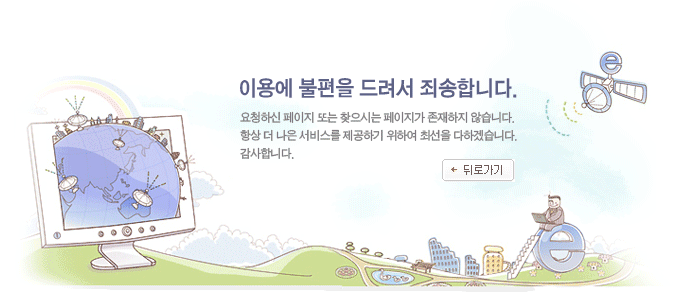 e
이용에 불편을 드려서 죄송합니다.
요청하신 페이지 또는 찾으시는 페이지가 존재하지 않습니다.
항상 더 나은 서비스를 제공하기 위하여 최선을 다하겠습니다.
감사합니다.
← 뒤로가기
e